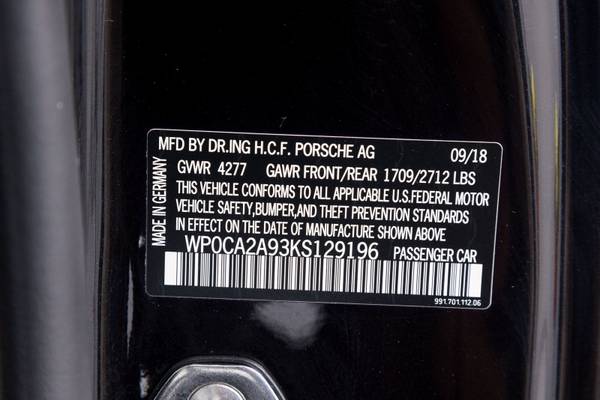 MFD BY DR.ING H.C.F. PORSCHE AG 09/18
GWVR 4277 GAWR FRONT/REAR 1709/2712 LBS
THIS VEHICLE CONFORMS TO ALL APPLICABLE U.S.FEDERAL MOTOR
VEHICLE SAFETY,BUMPER,AND THEFT PREVENTION STANDARDS
IN EFFECT ON THE DATE OF MANUFACTURE SHOWN ABOVE
WP0CA2A93KS129196 PASSENGER CAR
991.701.112.06
MADE IN GERMANY